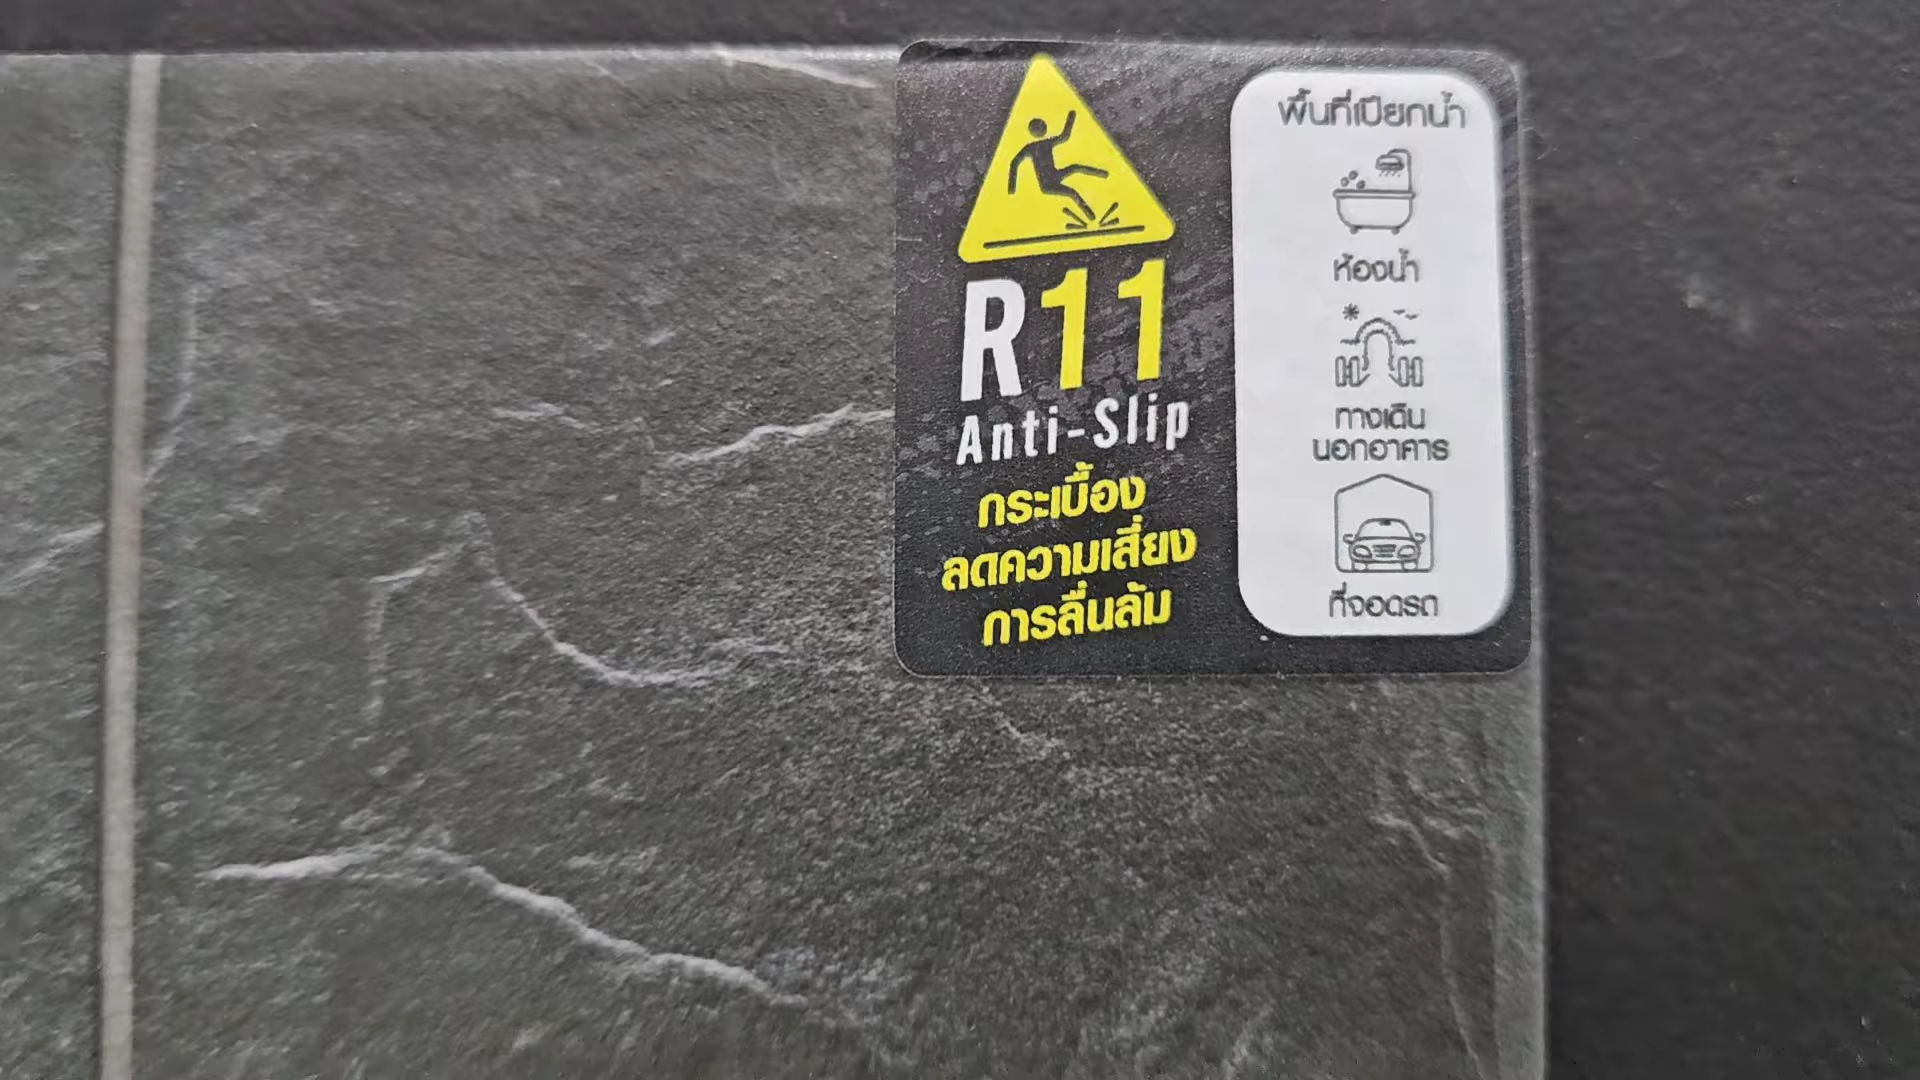 R11
Anti-Slip
กระเบื้อง
ลดความเสี่ยง
การลื่นล้ม
พื้นที่เปียกน้ำ
ห้องน้ำ
ทางเดิน
นอกอาคาร
ที่จอดรถ